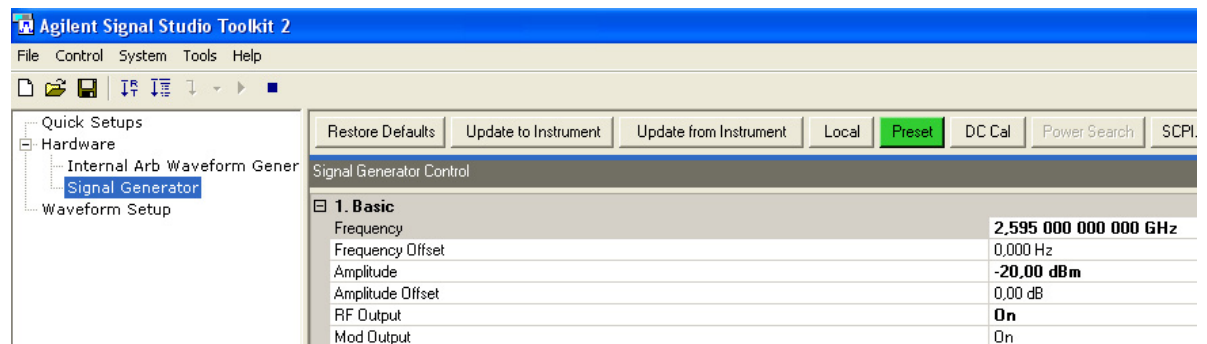 Agilent Signal Studio Toolkit 2
File Control System Tools Help
Quick Setups
Hardware
Internal Arb Waveform Gener
Signal Generator
Waveform Setup
Restore Defaults Update to Instrument Update from Instrument Local Preset DC Cal Power Search SCPI.
Signal Generator Control
1. Basic
Frequency 2,595 000 000 000 GHz
Frequency Offset 0,000 Hz
Amplitude -20,00 dBm
Amplitude Offset 0,00 dB
RF Output On
Mod Output On